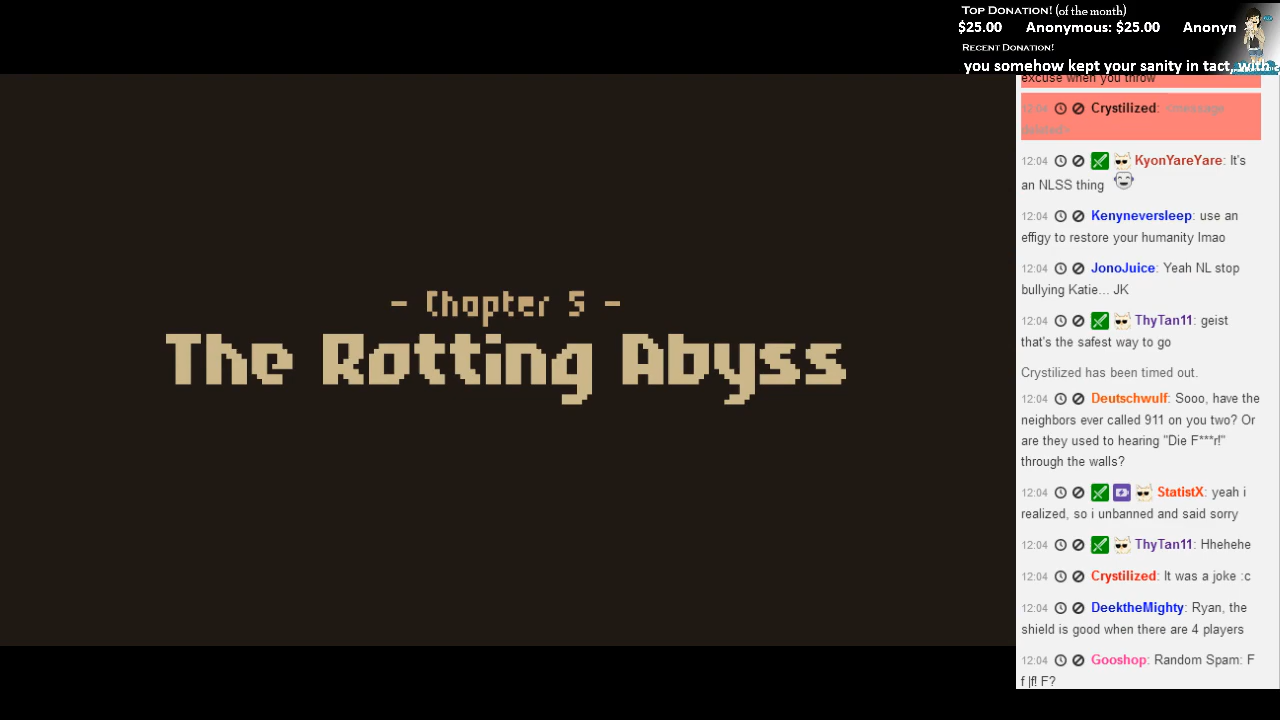 Top Donation! (of the month)
$25.00 Anonymous: $25.00 Anonyn
Recent Donation!
you somehow kept your sanity in tact, with a
- Chapter 5 -
The Rotting Abyss
excuse when you throw
12:04 Crystilized: <message
deleted>
12:04 KyonYareYare: It's
an NLSS thing
12:04 Kenyneversleep: use an
effigy to restore your humanity lmao
12:04 JonoJuice: Yeah NL stop
bullying Katie... JK
12:04 ThyTan11: geist
that's the safest way to go
Crystilized has been timed out.
12:04 Deutschwulf: Sooo, have the
neighbors ever called 911 on you two? Or
are they used to hearing "Die F***r!"
through the walls?
12:04 StatistX: yeah i
realized, so i unbanned and said sorry
12:04 ThyTan11: Hhehehe
12:04 Crystilized: It was a joke :c
12:04 DeektheMighty: Ryan, the
shield is good when there are 4 players
12:04 Gooshop: Random Spam: F
f |f! F?